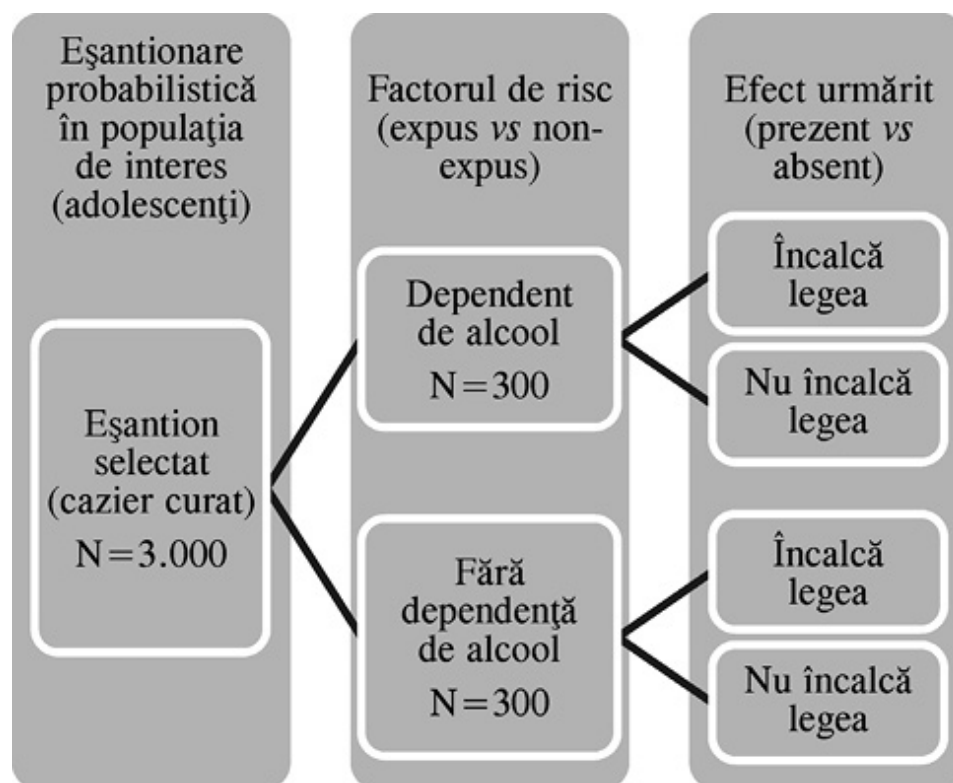 Eşantionare
probabilistică
în populaţia
de interes
(adolescenţi)
Eşantion
selectat
(cazier curat)
N=3.000
Factorul de risc
(expus vs non-
expus)
Dependent
de alcool
N=300
Fără
dependenţă
de alcool
N=300
Efect urmărit
(prezent vs
absent)
Încalcă
legea
Nu încalcă
legea
Încalcă
legea
Nu încalcă
legea